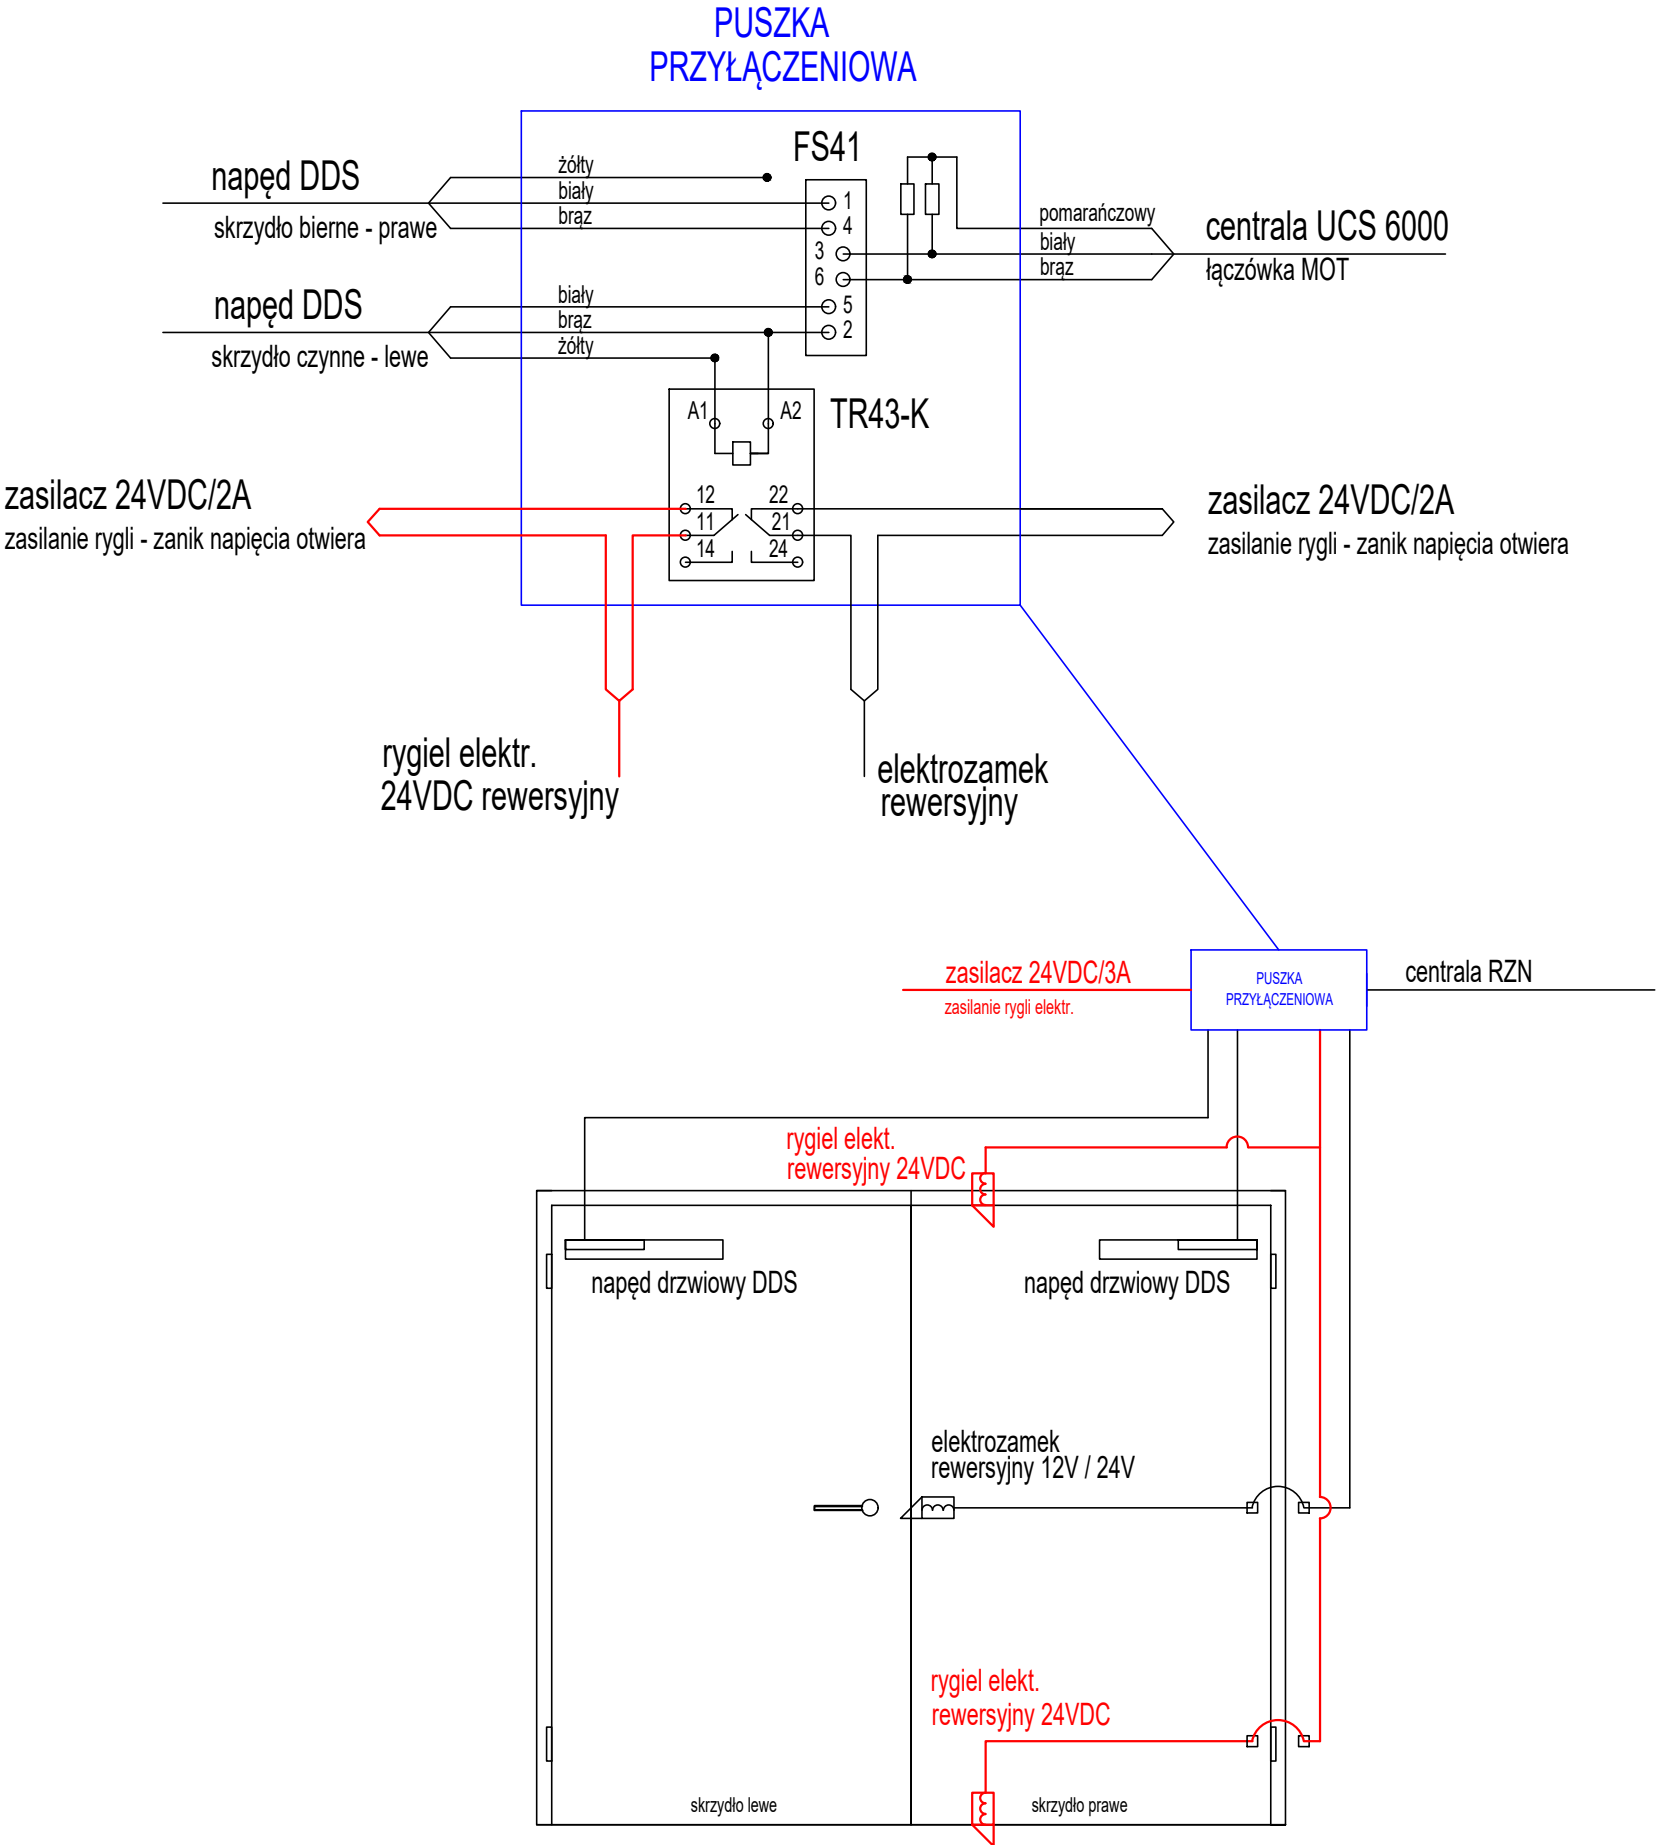 PUSZKA
PRZYŁĄCZENIOWA
FS41
napęd DDS
skrzydło bierne - prawe
żółty
biały
brąz
1
4
3
6
5
2
pomarańczowy
biały
brąz
centrala UCS 6000
łączówka MOT
napęd DDS
skrzydło czynne - lewe
biały
brąz
żółty
A1
A2
TR43-K
12
22
11
21
14
24
zasilacz 24VDC/2A
zasilanie rygli - zanik napięcia otwiera
zasilacz 24VDC/2A
zasilanie rygli - zanik napięcia otwiera
rygiel elektr.
24VDC rewersyjny
elektrozamek
rewersyjny
zasilacz 24VDC/3A
zasilanie rygli elektr.
PUSZKA
PRZYŁĄCZENIOWA
centrala RZN
rygiel elekt.
rewersyjny 24VDC
napęd drzwiowy DDS
napęd drzwiowy DDS
elektrozamek
rewersyjny 12V / 24V
rygiel elekt.
rewersyjny 24VDC
skrzydło lewe
skrzydło prawe